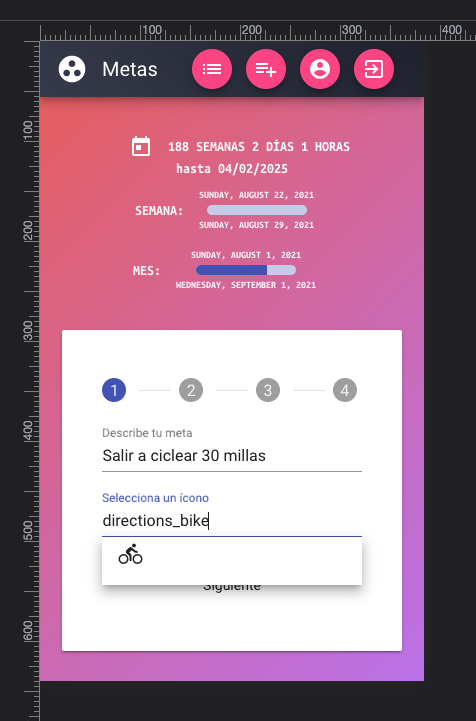 100 200 300 400
100
200
300
400
500
600
Metas
188 SEMANAS 2 DÍAS 1 HORAS
hasta 04/02/2025
SUNDAY, AUGUST 22, 2021
SEMANA:
SUNDAY, AUGUST 29, 2021
SUNDAY, AUGUST 1, 2021
MES:
WEDNESDAY, SEPTEMBER 1, 2021
1 2 3 4
Describe tu meta
Salir a ciclear 30 millas
Selecciona un ícono
directions_bike
Siguiente